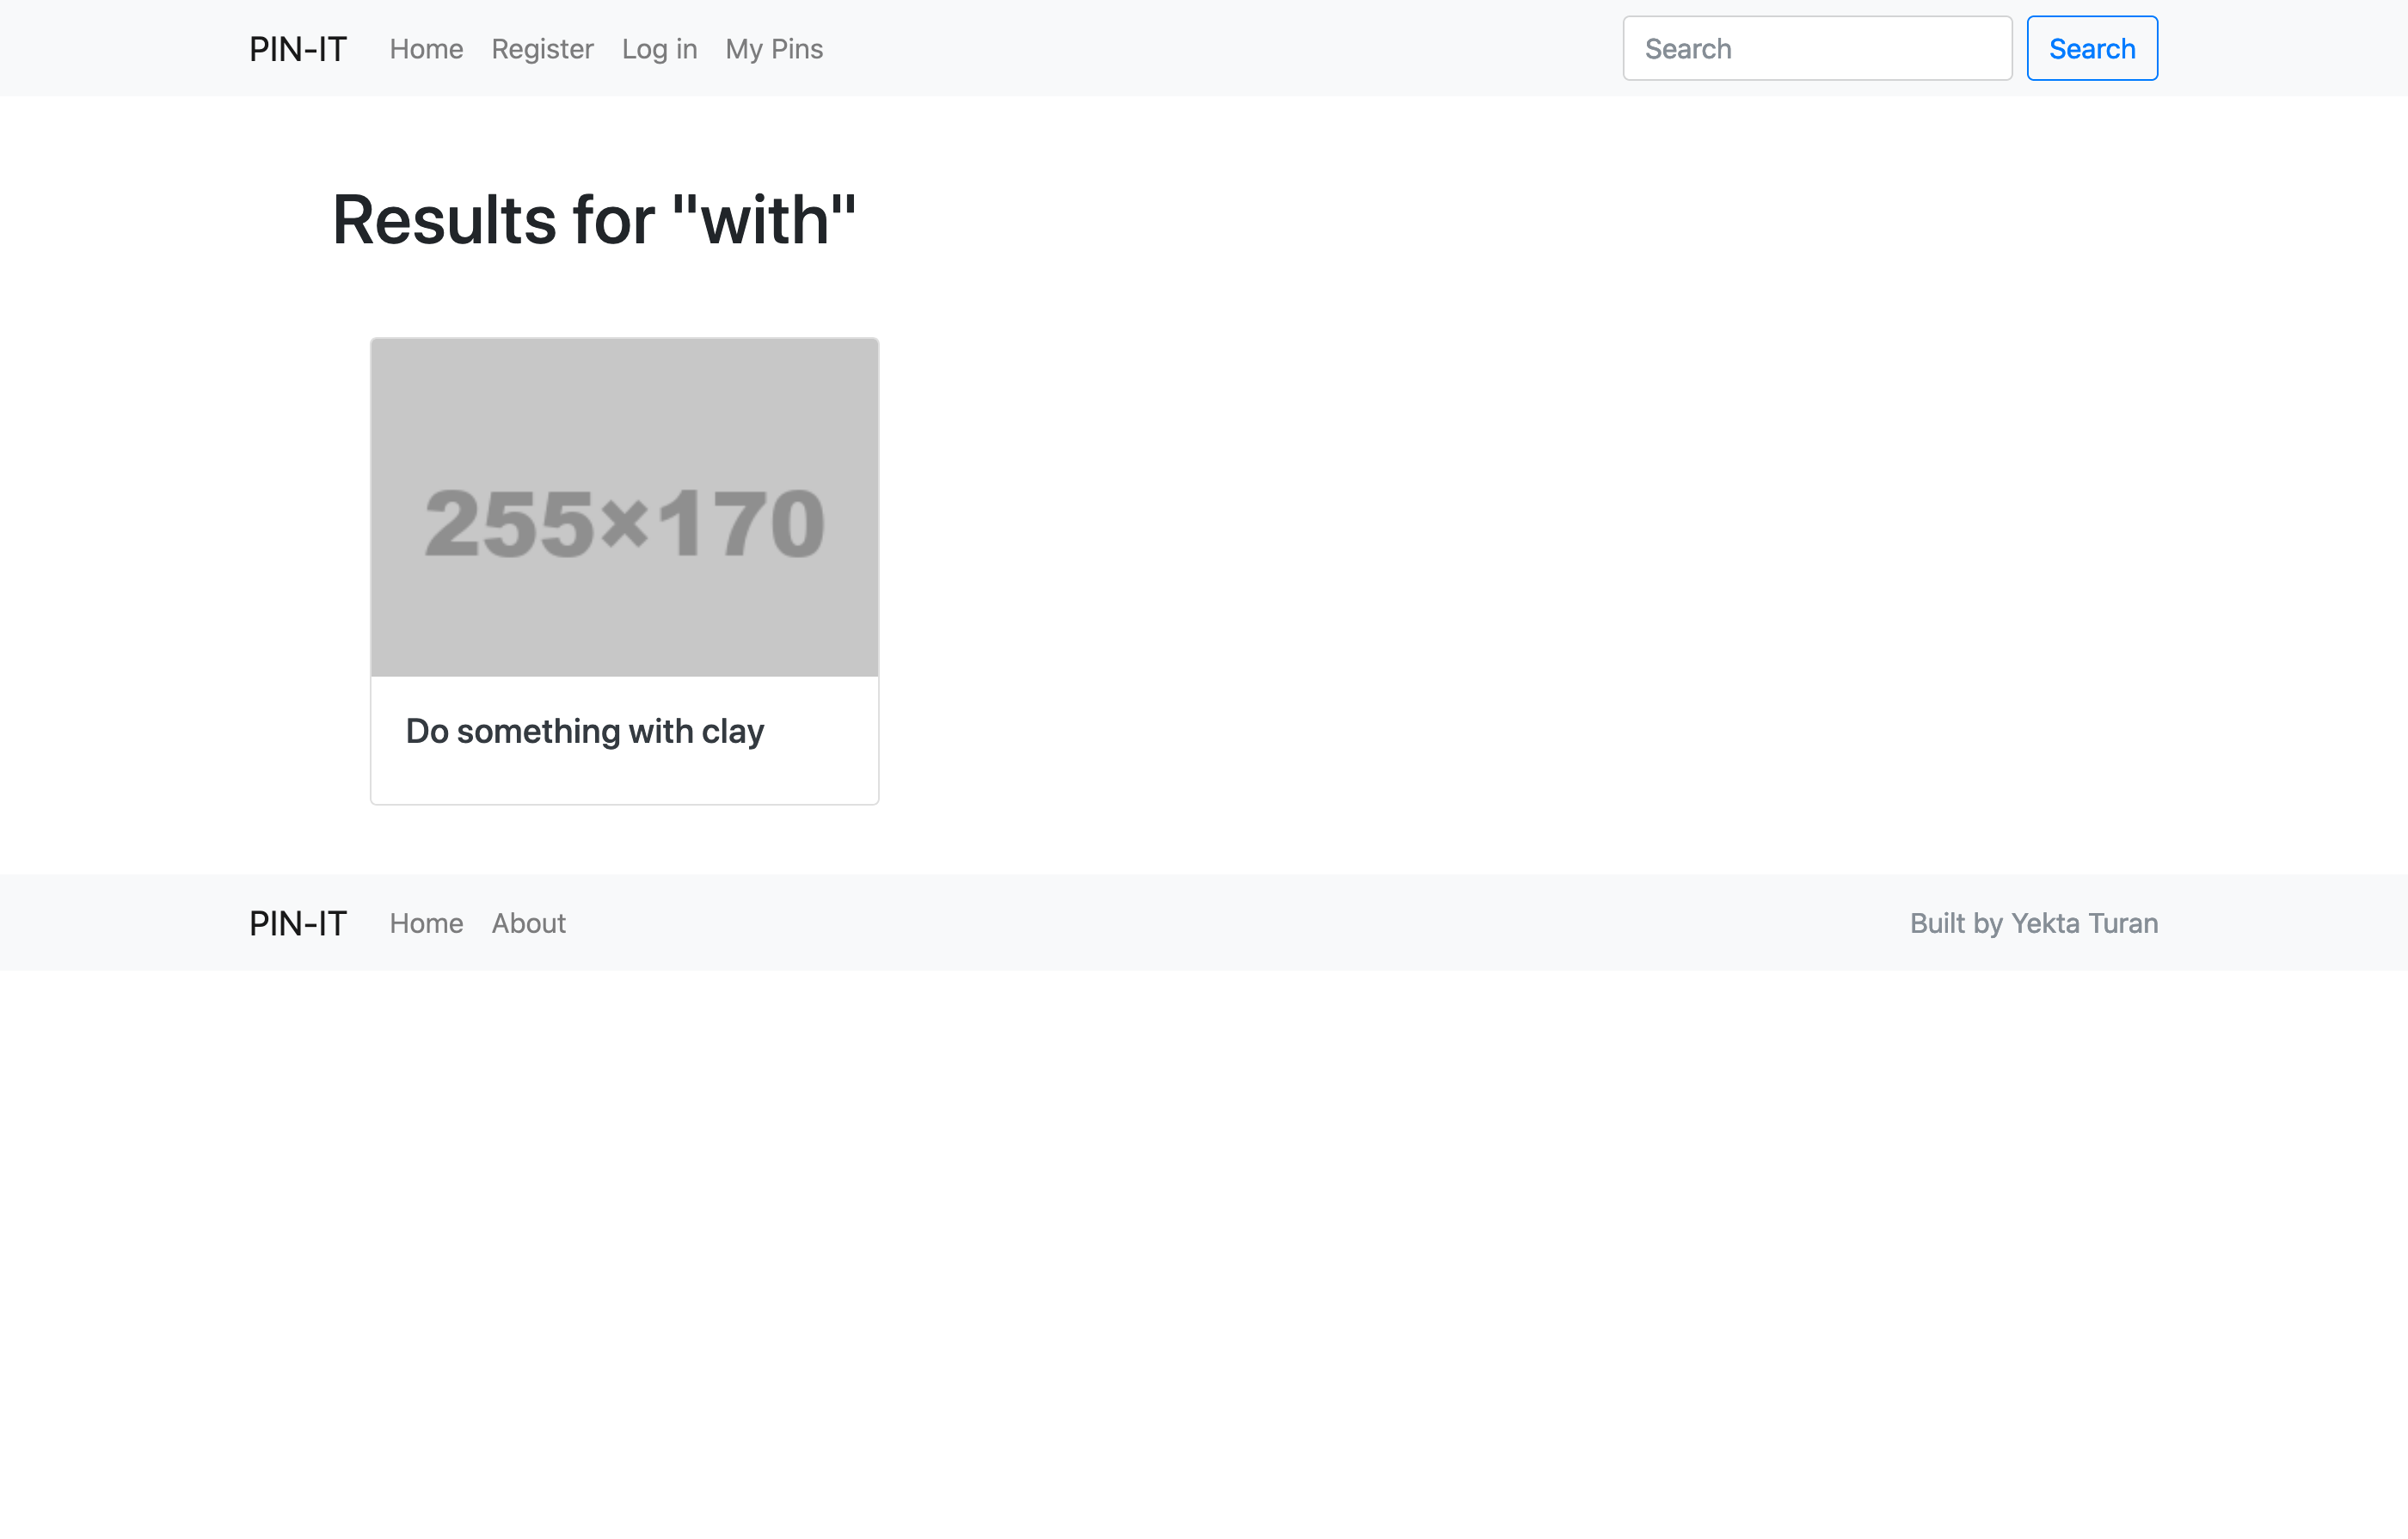 PIN-IT Home Register Log in My Pins Search Search
Results for "with"
255×170
Do something with clay
PIN-IT Home About Built by Yekta Turan